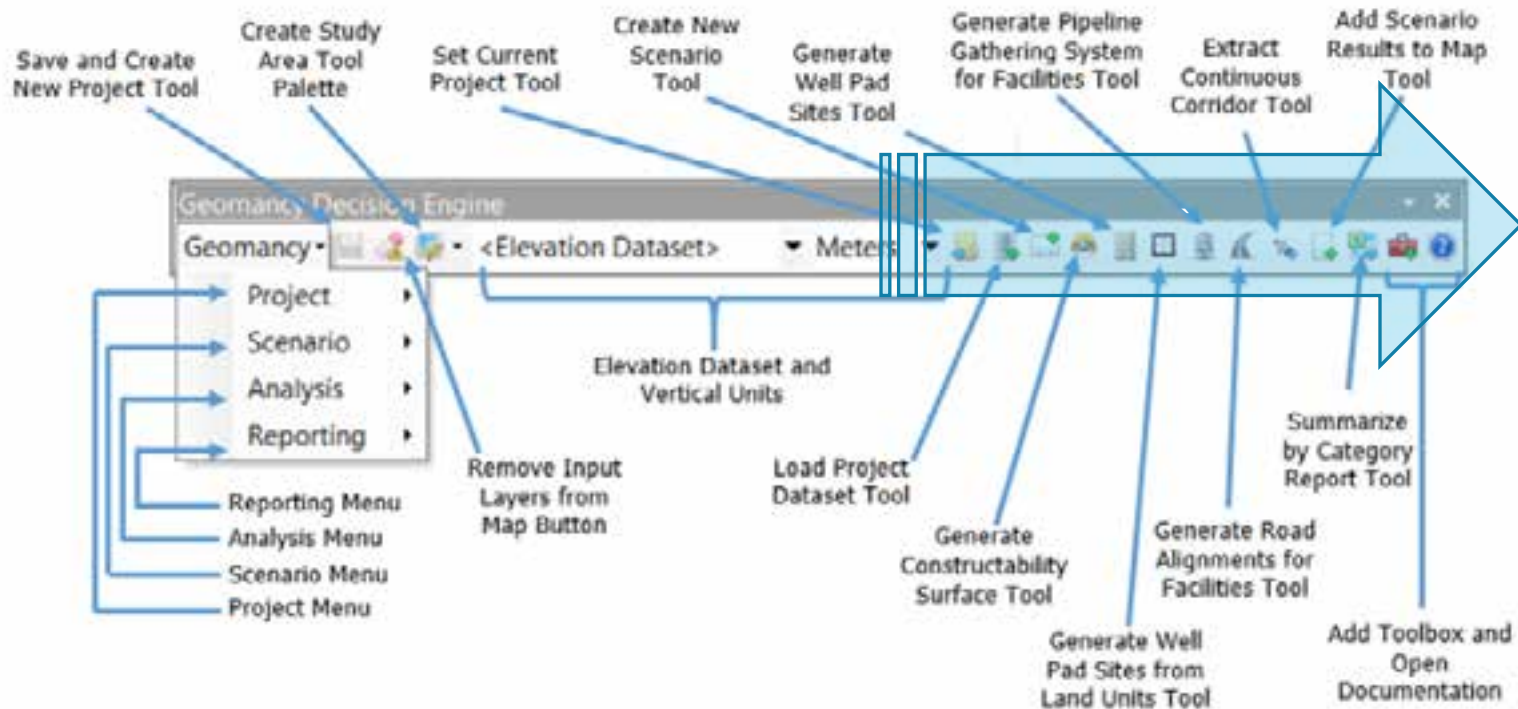 Save and Create
New Project Tool
Create Study
Area Tool
Palette
Set Current
Project Tool
Create New
Scenario
Tool
Generate
Well Pad
Sites Tool
Generate Pipeline
Gathering System
for Facilities Tool
Extract
Continuous
Corridor Tool
Add Scenario
Results to Map
Tool
Geomancy Decision Engine
Geomancy
<Elevation Dataset>
Meters
Project
Scenario
Analysis
Reporting
Reporting Menu
Analysis Menu
Scenario Menu
Project Menu
Remove Input
Layers from
Map Button
Elevation Dataset and
Vertical Units
Load Project
Dataset Tool
Generate
Constructability
Surface Tool
Generate Well
Pad Sites from
Land Units Tool
Generate Road
Alignments for
Facilities Tool
Summarize
by Category
Report Tool
Add Toolbox and
Open
Documentation